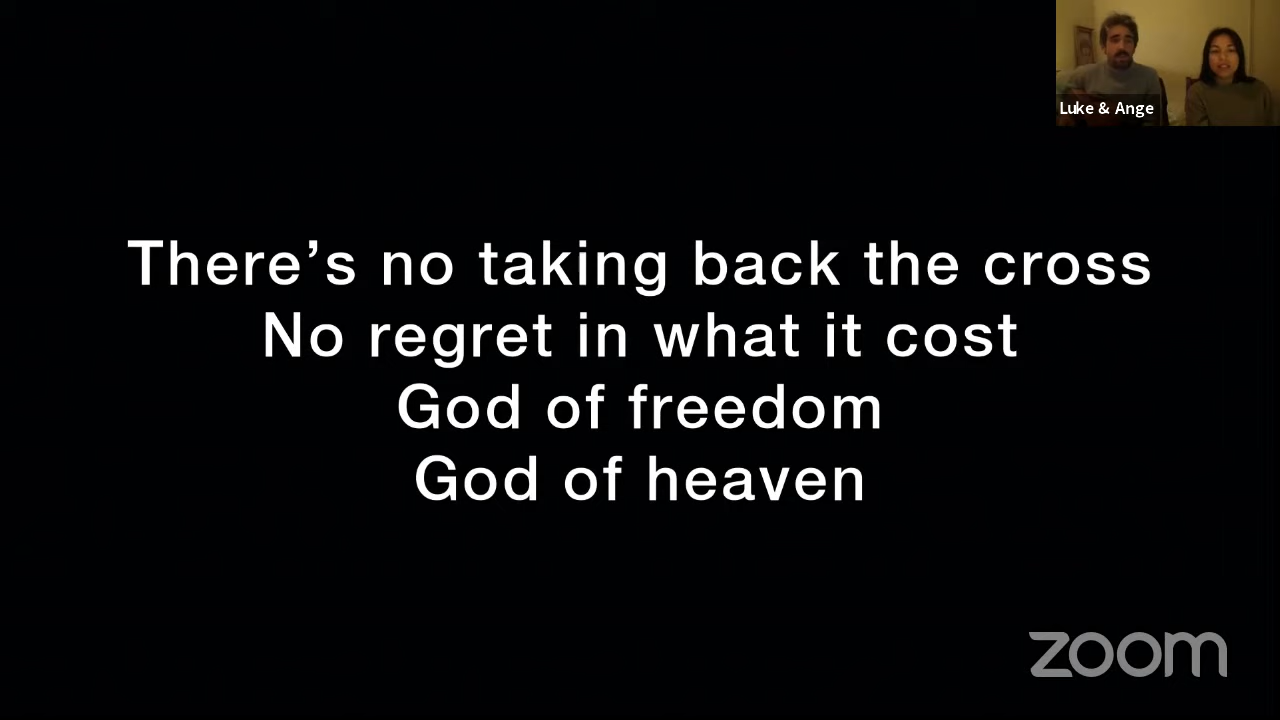 Luke & Ange
There’s no taking back the cross
No regret in what it cost
God of freedom
God of heaven
zoom